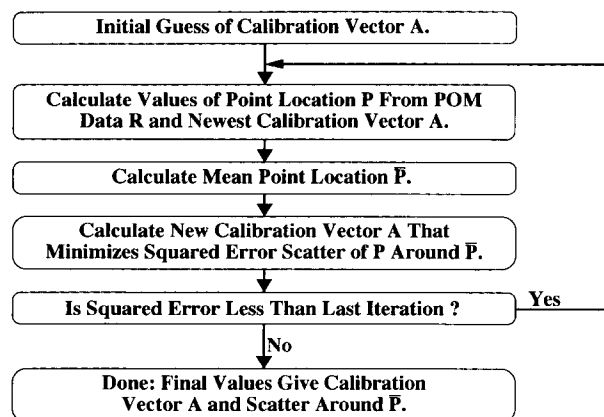 Initial Guess of Calibration Vector A.
Calculate Values of Point Location P From POM
Data R and Newest Calibration Vector A.
Calculate Mean Point Location P̅.
Calculate New Calibration Vector A That
Minimizes Squared Error Scatter of P Around P̅.
Is Squared Error Less Than Last Iteration ?
Yes
No
Done: Final Values Give Calibration
Vector A and Scatter Around P̅.